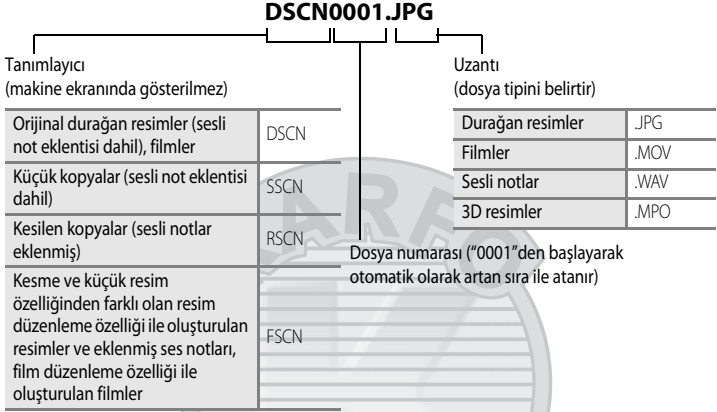 DSCN0001.JPG
Tanımlayıcı
(makine ekranında gösterilmez)
Orijinal durağan resimler (sesli
not eklentisi dahil), filmler
DSCN
Küçük kopyalar (sesli not eklentisi
dahil)
SSCN
Kesilen kopyalar (sesli notlar
eklenmiş)
RSCN
Kesme ve küçük resim
özelliğinden farklı olan resim
düzenleme özelliği ile oluşturulan
resimler ve eklenmiş ses notları,
film düzenleme özelliği ile
oluşturulan filmler
FSCN
Uzantı
(dosya tipini belirtir)
Durağan resimler .JPG
Filmler .MOV
Sesli notlar .WAV
3D resimler .MPO
Dosya numarası (“0001”den başlayarak
otomatik olarak artan sıra ile atanır)